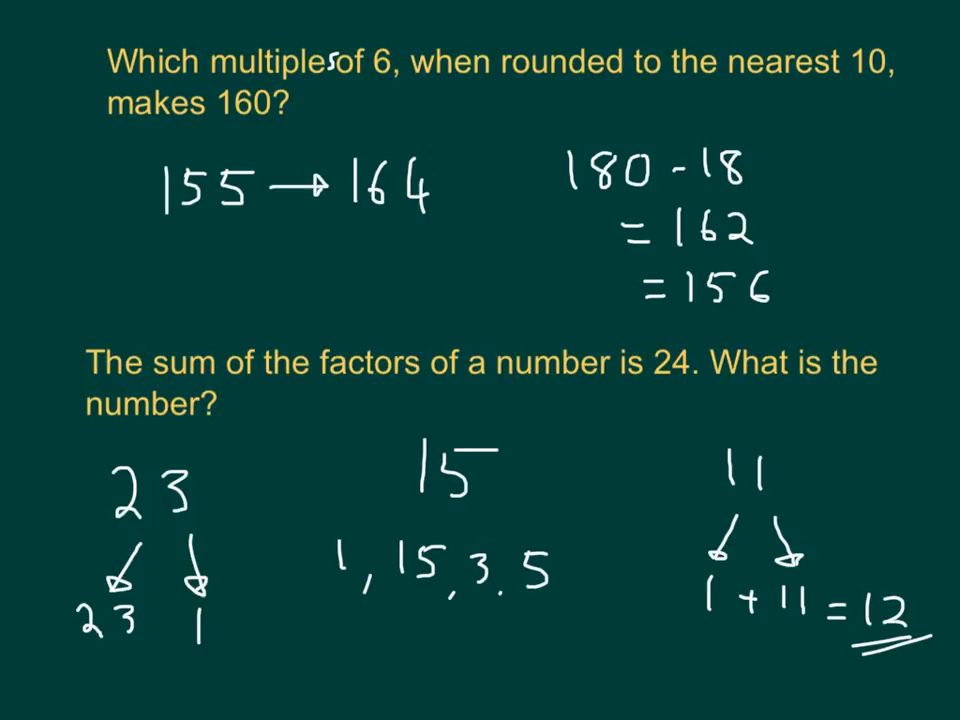 Which multiples of 6, when rounded to the nearest 10,
makes 160?
155 → 164
180 - 18
= 162
= 156
The sum of the factors of a number is 24. What is the
number?
23 15 11
23 1
1, 15, 3. 5
1 + 11 = 12